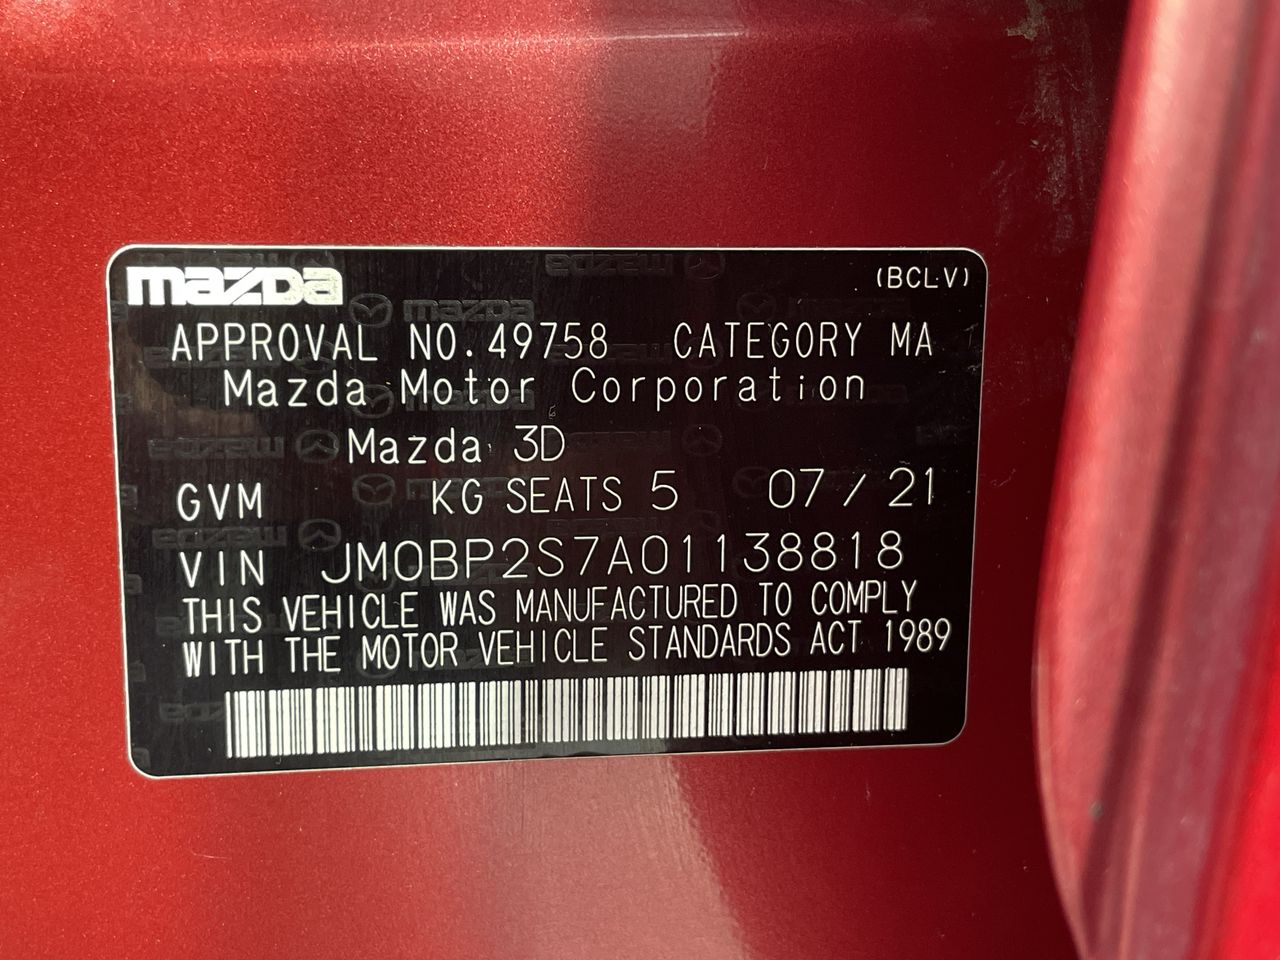 mazda (BCLV)
APPROVAL NO.49758 CATEGORY MA
Mazda Motor Corporation
Mazda 3D
GVM KG SEATS 5 07/21
VIN JM0BP2S7A01138818
THIS VEHICLE WAS MANUFACTURED TO COMPLY
WITH THE MOTOR VEHICLE STANDARDS ACT 1989